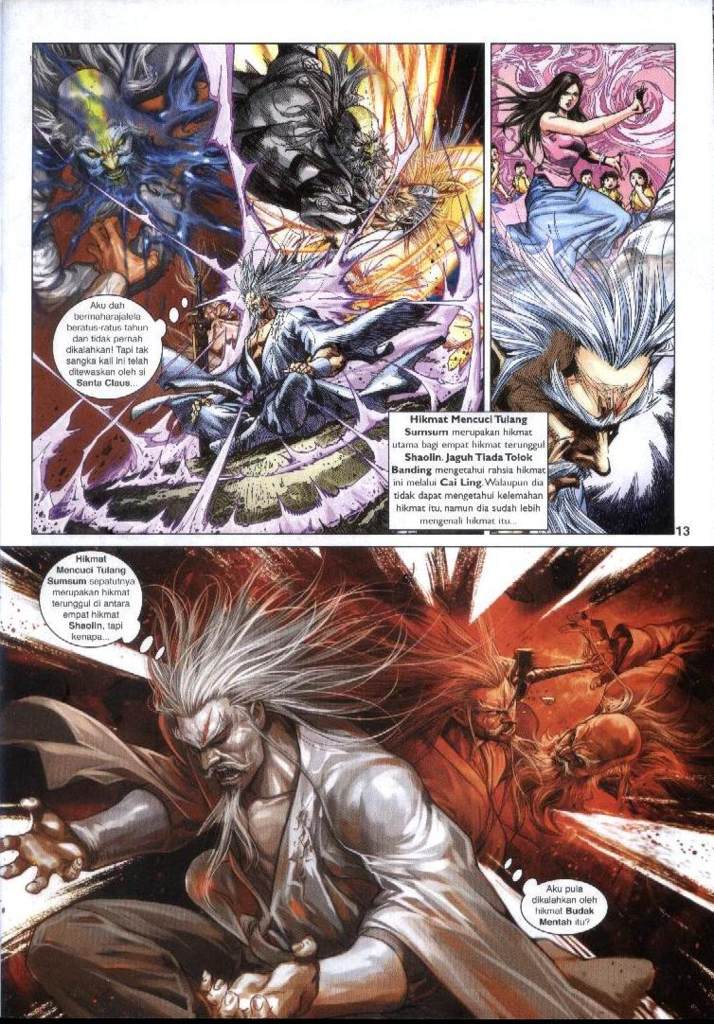 Aku dah
bermaharajalela
beratus-ratus tahun
dan tidak pernah
dikalahkan! Tapi tak
sangka kali ini telah
ditewaskan oleh si
Santa Claus...
Hikmat Mencuci Tulang
Sumsum merupakan hikmat
utama bagi empat hikmat terunggul
Shaolin. Jaguh Tiada Tolok
Banding mengetahui rahsia hikmat
ini melalui Cai Ling. Walaupun dia
tidak dapat mengetahui kelemahan
hikmat itu, namun dia sudah lebih
mengenali hikmat itu...
13
Hikmat
Mencuci Tulang
Sumsum sepatutnya
merupakan hikmat
terunggul di antara
empat hikmat
Shaolin, tapi
kenapa...
Aku pula
dikalahkan oleh
hikmat Budak
Mentah itu?